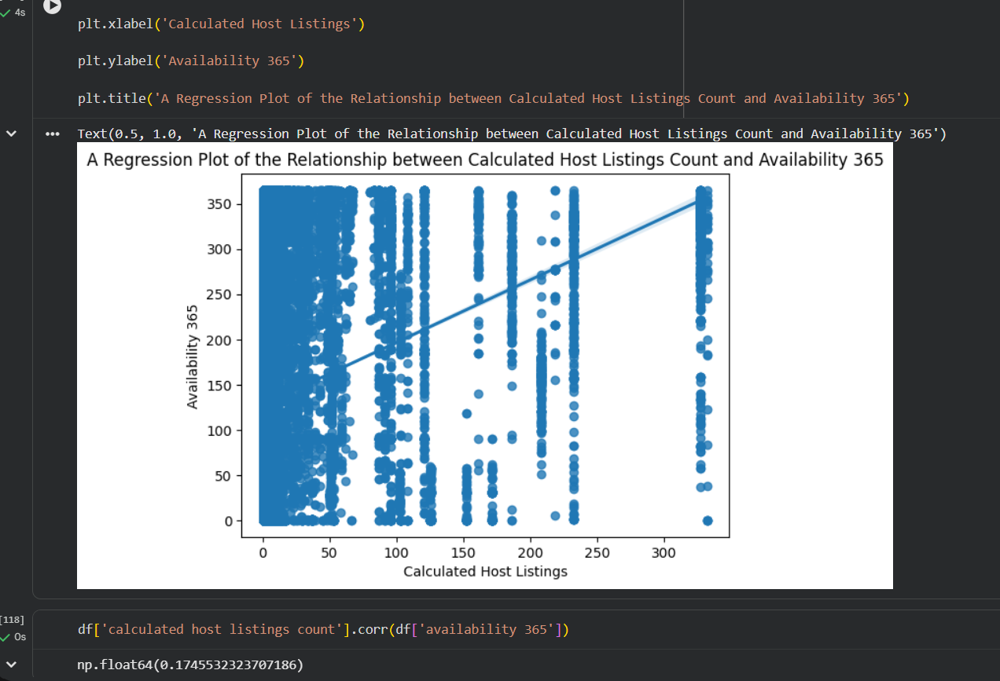 4s
plt.xlabel('Calculated Host Listings')
plt.ylabel('Availability 365')
plt.title('A Regression Plot of the Relationship between Calculated Host Listings Count and Availability 365')
Text(0.5, 1.0, 'A Regression Plot of the Relationship between Calculated Host Listings Count and Availability 365')
A Regression Plot of the Relationship between Calculated Host Listings Count and Availability 365
350
300
250
200
150
100
50
0
Availability 365
0 50 100 150 200 250 300
Calculated Host Listings
[118]
0s
df['calculated host listings count'].corr(df['availability 365'])
np.float64(0.1745532323707186)